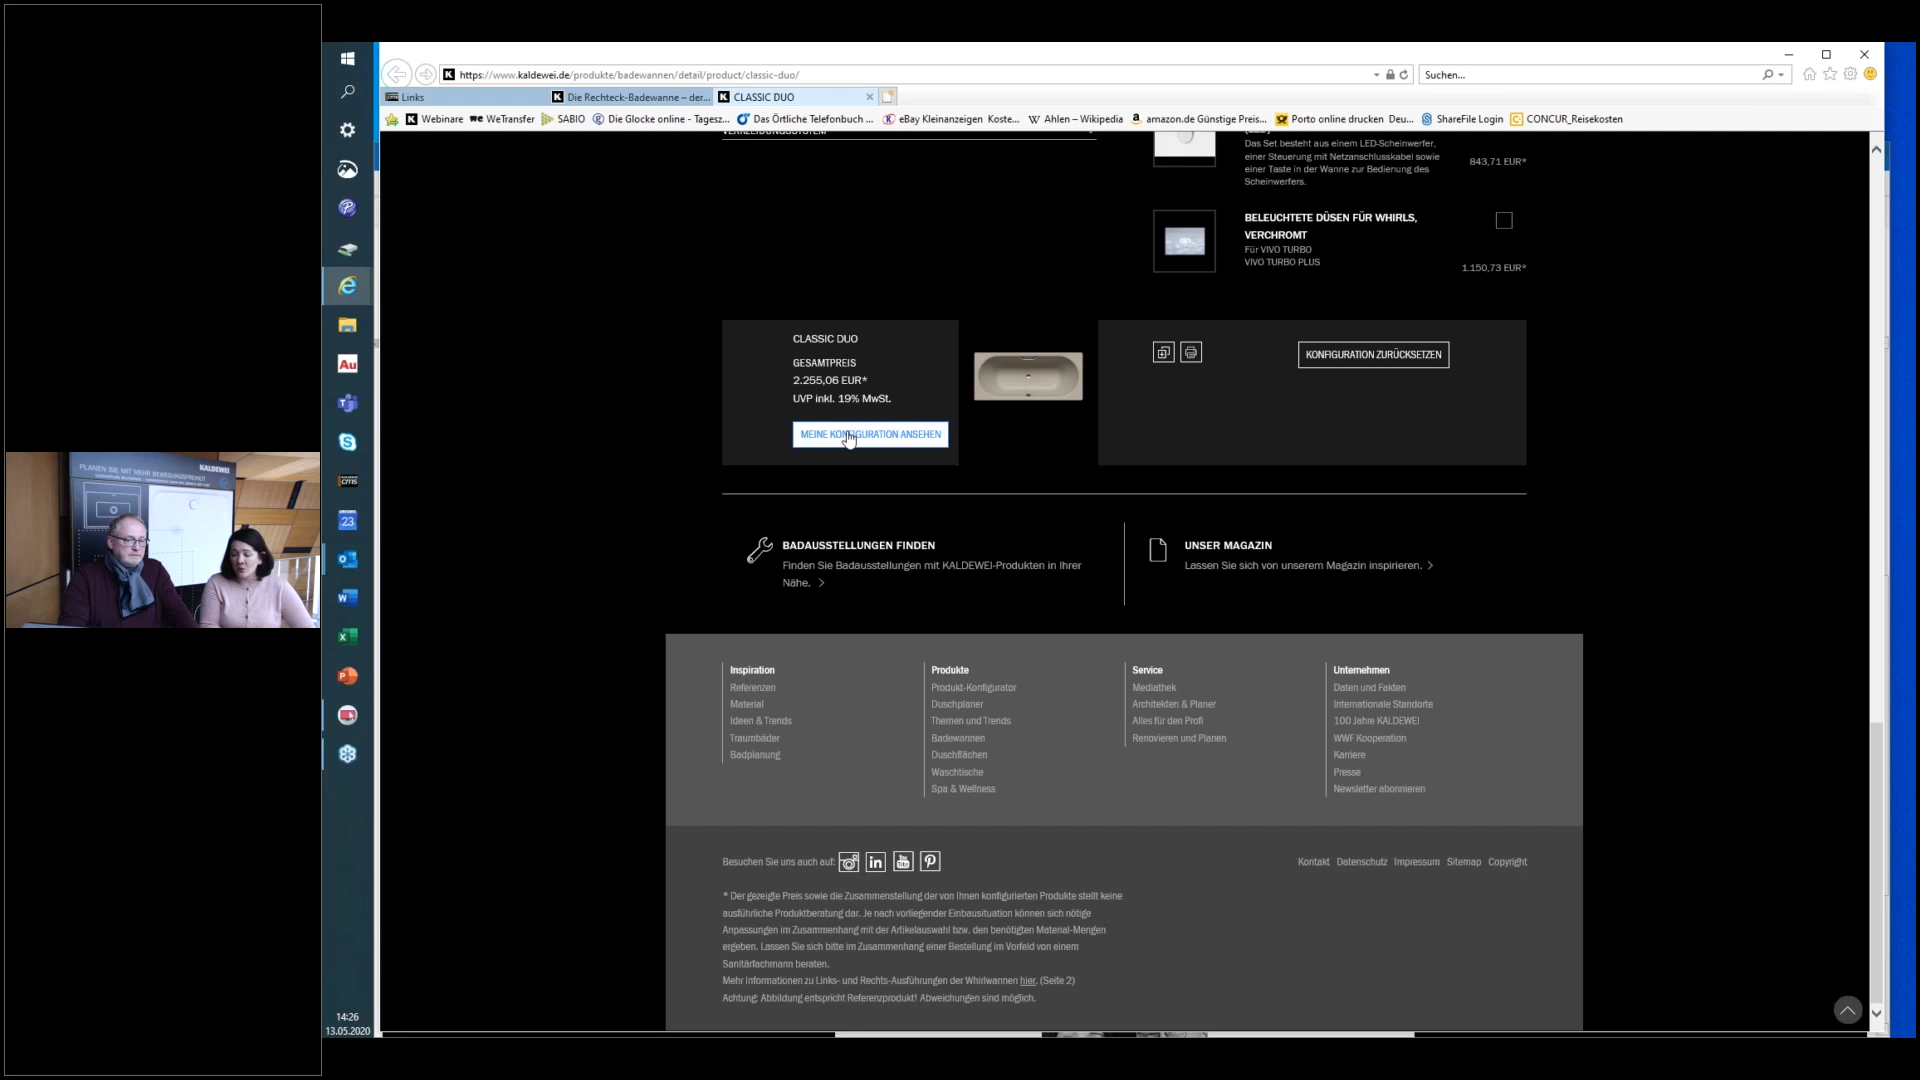 https://www.kaldewei.de/produkte/badewannen/detail/product/classic-duo/
Suchen...
Links
Die Rechteck-Badewanne – der...
CLASSIC DUO
Webinare
WeTransfer
SABIO
Die Glocke online - Tagesz...
Das Örtliche Telefonbuch ...
eBay Kleinanzeigen Koste...
Ahlen – Wikipedia
amazon.de Günstige Preis...
Porto online drucken Deu...
ShareFile Login
CONCUR_Reisekosten
Das Set besteht aus einem LED-Scheinwerfer,
einer Steuerung mit Netzanschlusskabel sowie
einer Taste in der Wanne zur Bedienung des
Scheinwerfers.
843,71 EUR*
BELEUCHTETE DÜSEN FÜR WHIRLS,
VERCHROMT
Für VIVO TURBO
VIVO TURBO PLUS
1.150,73 EUR*
CLASSIC DUO
GESAMTPREIS
2.255,06 EUR*
UVP inkl. 19% MwSt.
MEINE KONFIGURATION ANSEHEN
KONFIGURATION ZURÜCKSETZEN
BADAUSSTELLUNGEN FINDEN
Finden Sie Badausstellungen mit KALDEWEI-Produkten in Ihrer
Nähe.
UNSER MAGAZIN
Lassen Sie sich von unserem Magazin inspirieren.
Inspiration
Referenzen
Material
Ideen & Trends
Traumbäder
Badplanung
Produkte
Produkt-Konfigurator
Duschplaner
Themen und Trends
Badewannen
Duschflächen
Waschtische
Spa & Wellness
Service
Mediathek
Architekten & Planer
Alles für den Profi
Renovieren und Planen
Unternehmen
Daten und Fakten
Internationale Standorte
100 Jahre KALDEWEI
WWF Kooperation
Karriere
Presse
Newsletter abonnieren
Besuchen Sie uns auch auf:
Kontakt Datenschutz Impressum Sitemap Copyright
* Der gezeigte Preis sowie die Zusammenstellung der von Ihnen konfigurierten Produkte stellt keine
ausführliche Produktberatung dar. Je nach vorliegender Einbausituation können sich nötige
Anpassungen im Zusammenhang mit der Artikelauswahl bzw. den benötigten Material-Mengen
ergeben. Lassen Sie sich bitte im Zusammenhang einer Bestellung im Vorfeld von einem
Sanitärfachmann beraten.
Mehr Informationen zu Links- und Rechts-Ausführungen der Whirlwannen hier. (Seite 2)
Achtung: Abbildung entspricht Referenzprodukt! Abweichungen sind möglich.
PLANEN SIE MIT MEHR BEWEGUNGSFREIHEIT
KALDEWEI
Au
cms
23
14:26
13.05.2020